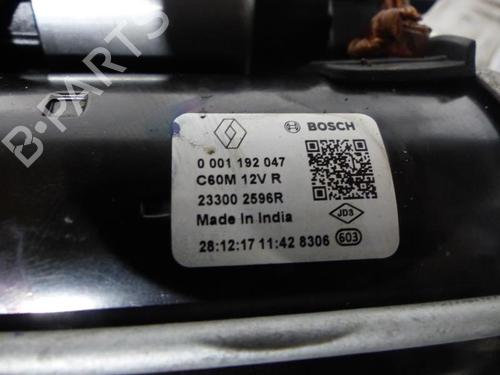 BOSCH
0 001 192 047
C60M 12V R
23300 2596R
Made in India
JD3
28:12:17 11:42 8306 603
B-PARTS